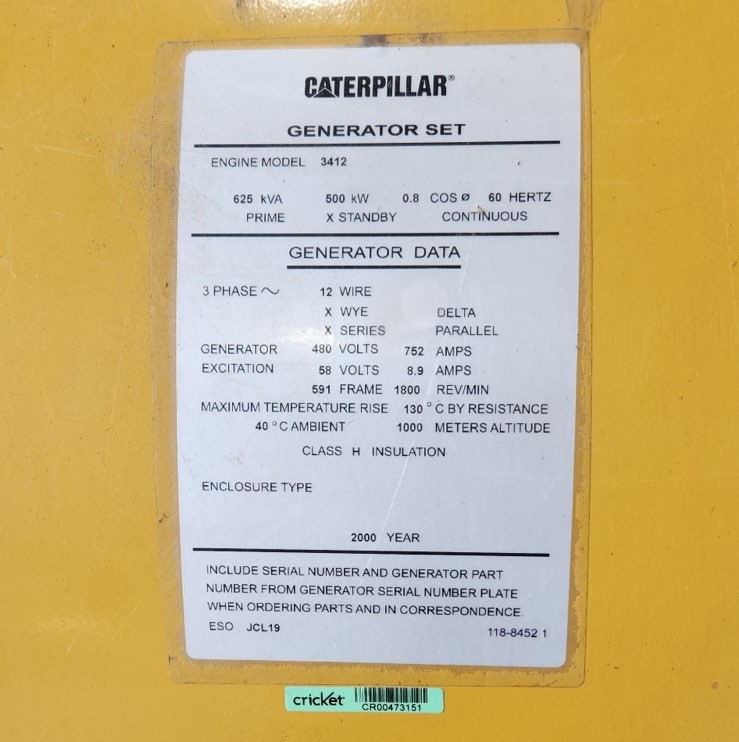 CATERPILLAR®
GENERATOR SET
ENGINE MODEL 3412
625 kVA 500 kW 0.8 COS Ø 60 HERTZ
PRIME X STANDBY CONTINUOUS
GENERATOR DATA
3 PHASE ~ 12 WIRE
X WYE DELTA
X SERIES PARALLEL
GENERATOR 480 VOLTS 752 AMPS
EXCITATION 58 VOLTS 8.9 AMPS
591 FRAME 1800 REV/MIN
MAXIMUM TEMPERATURE RISE 130 °C BY RESISTANCE
40 °C AMBIENT 1000 METERS ALTITUDE
CLASS H INSULATION
ENCLOSURE TYPE
2000 YEAR
INCLUDE SERIAL NUMBER AND GENERATOR PART
NUMBER FROM GENERATOR SERIAL NUMBER PLATE
WHEN ORDERING PARTS AND IN CORRESPONDENCE.
ESO JCL19 118-8452 1
cricket CR00473151